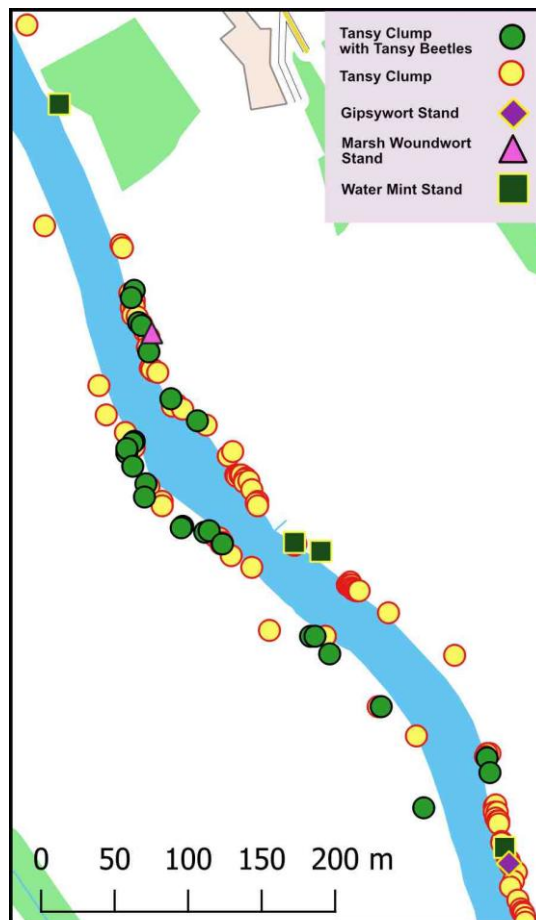 Tansy Clump
with Tansy Beetles
Tansy Clump
Gipsywort Stand
Marsh Woundwort
Stand
Water Mint Stand
0 50 100 150 200 m